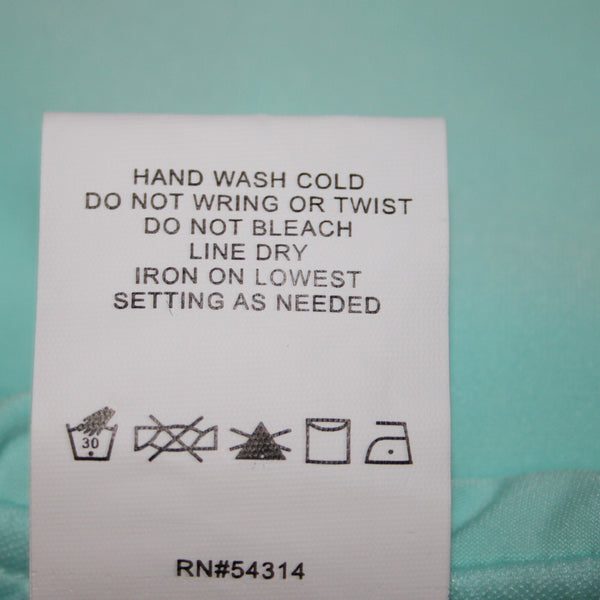 HAND WASH COLD
DO NOT WRING OR TWIST
DO NOT BLEACH
LINE DRY
IRON ON LOWEST
SETTING AS NEEDED
30
RN#54314